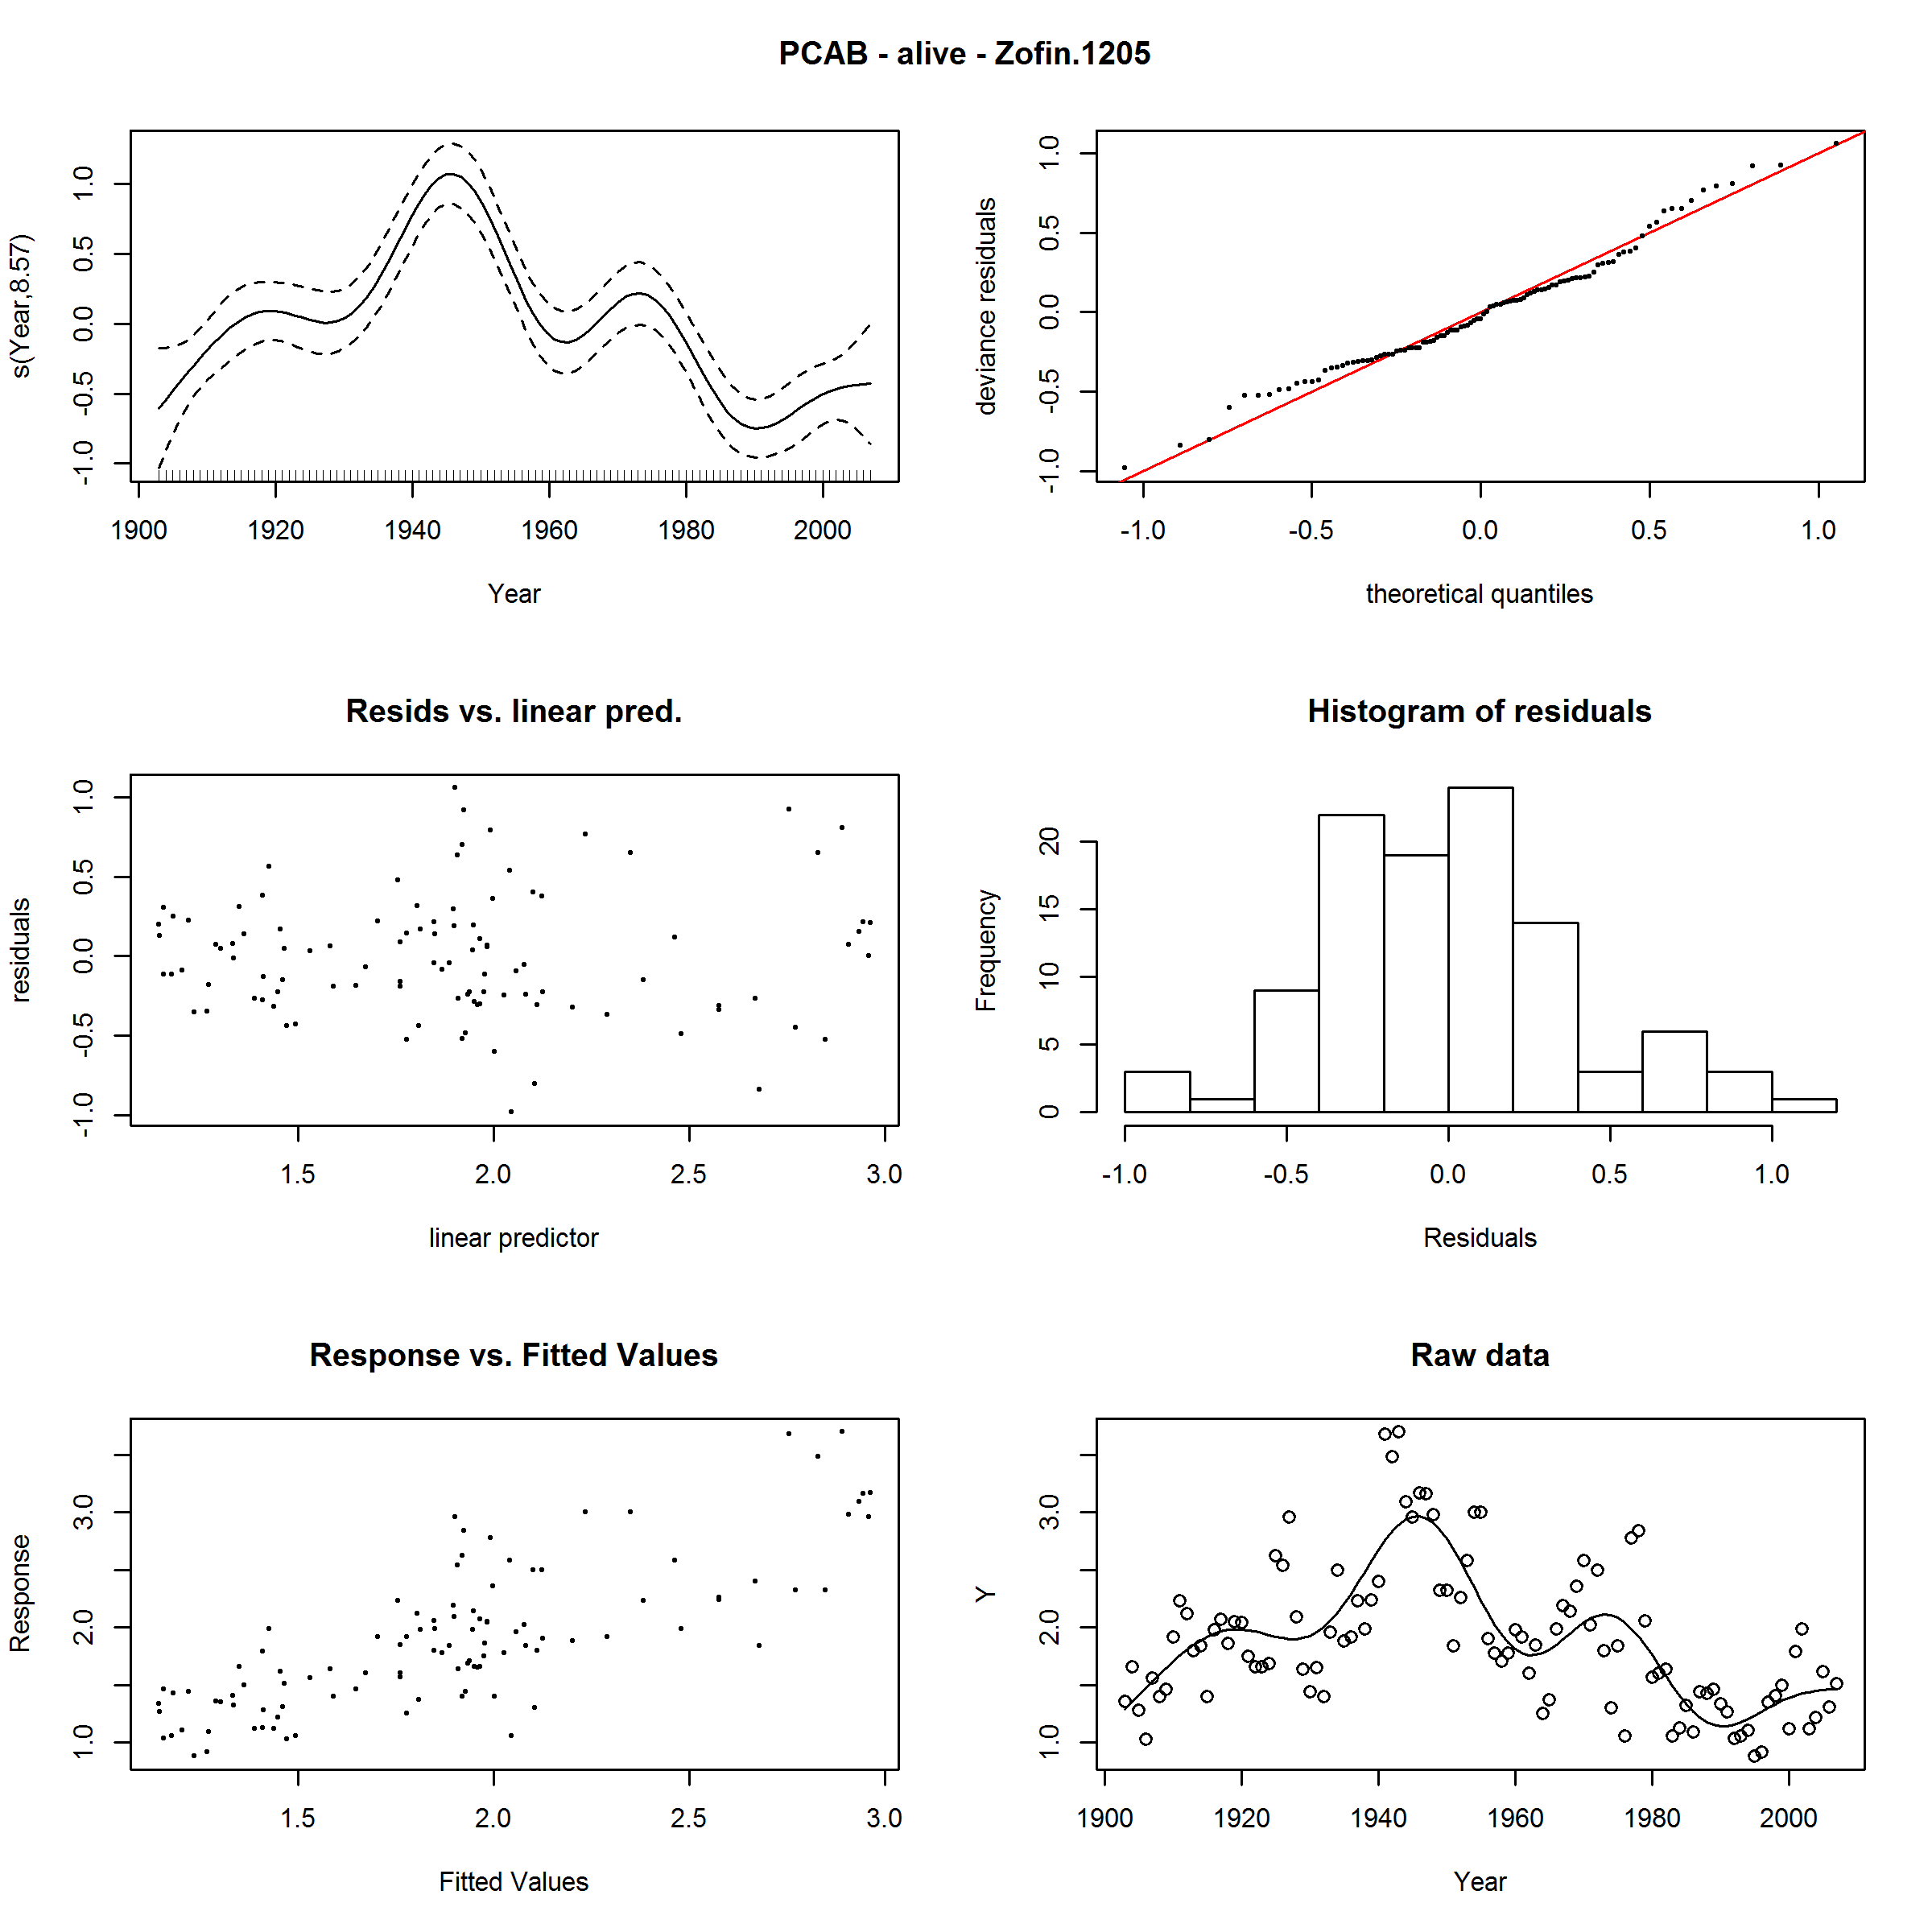 PCAB - alive - Zofin.1205
s(Year,8.57)
-1.0 -0.5 0.0 0.5 1.0
1900 1920 1940 1960 1980 2000
Year
deviance residuals
-1.0 -0.5 0.0 0.5 1.0
-1.0 -0.5 0.0 0.5 1.0
theoretical quantiles
Resids vs. linear pred.
residuals
-1.0 -0.5 0.0 0.5 1.0
1.5 2.0 2.5 3.0
linear predictor
Histogram of residuals
Frequency
0 5 10 15 20
-1.0 -0.5 0.0 0.5 1.0
Residuals
Response vs. Fitted Values
Response
1.0 2.0 3.0
1.5 2.0 2.5 3.0
Fitted Values
Raw data
Y
1.0 2.0 3.0
1900 1920 1940 1960 1980 2000
Year